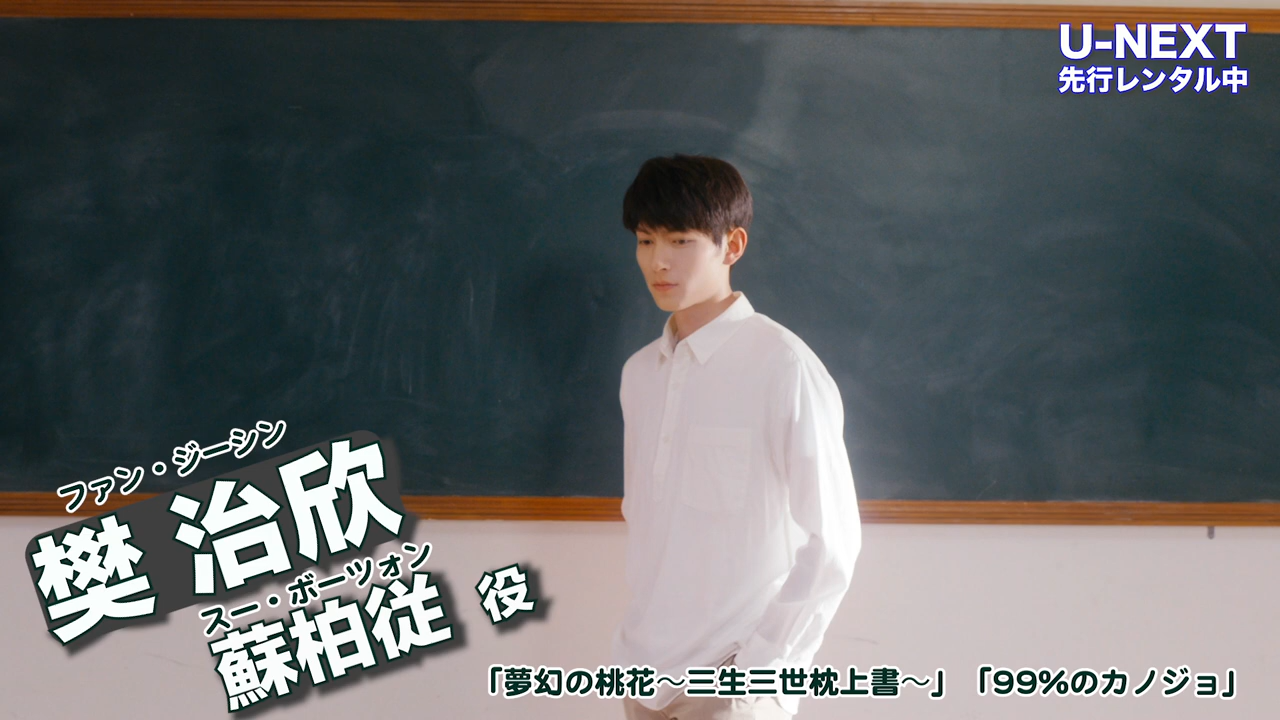 U-NEXT
先行レンタル中
ファン・ジーシン
樊 治欣
スー・ボーツォン
蘇柏従 役
「夢幻の桃花～三生三世枕上書～」「99%のカノジョ」